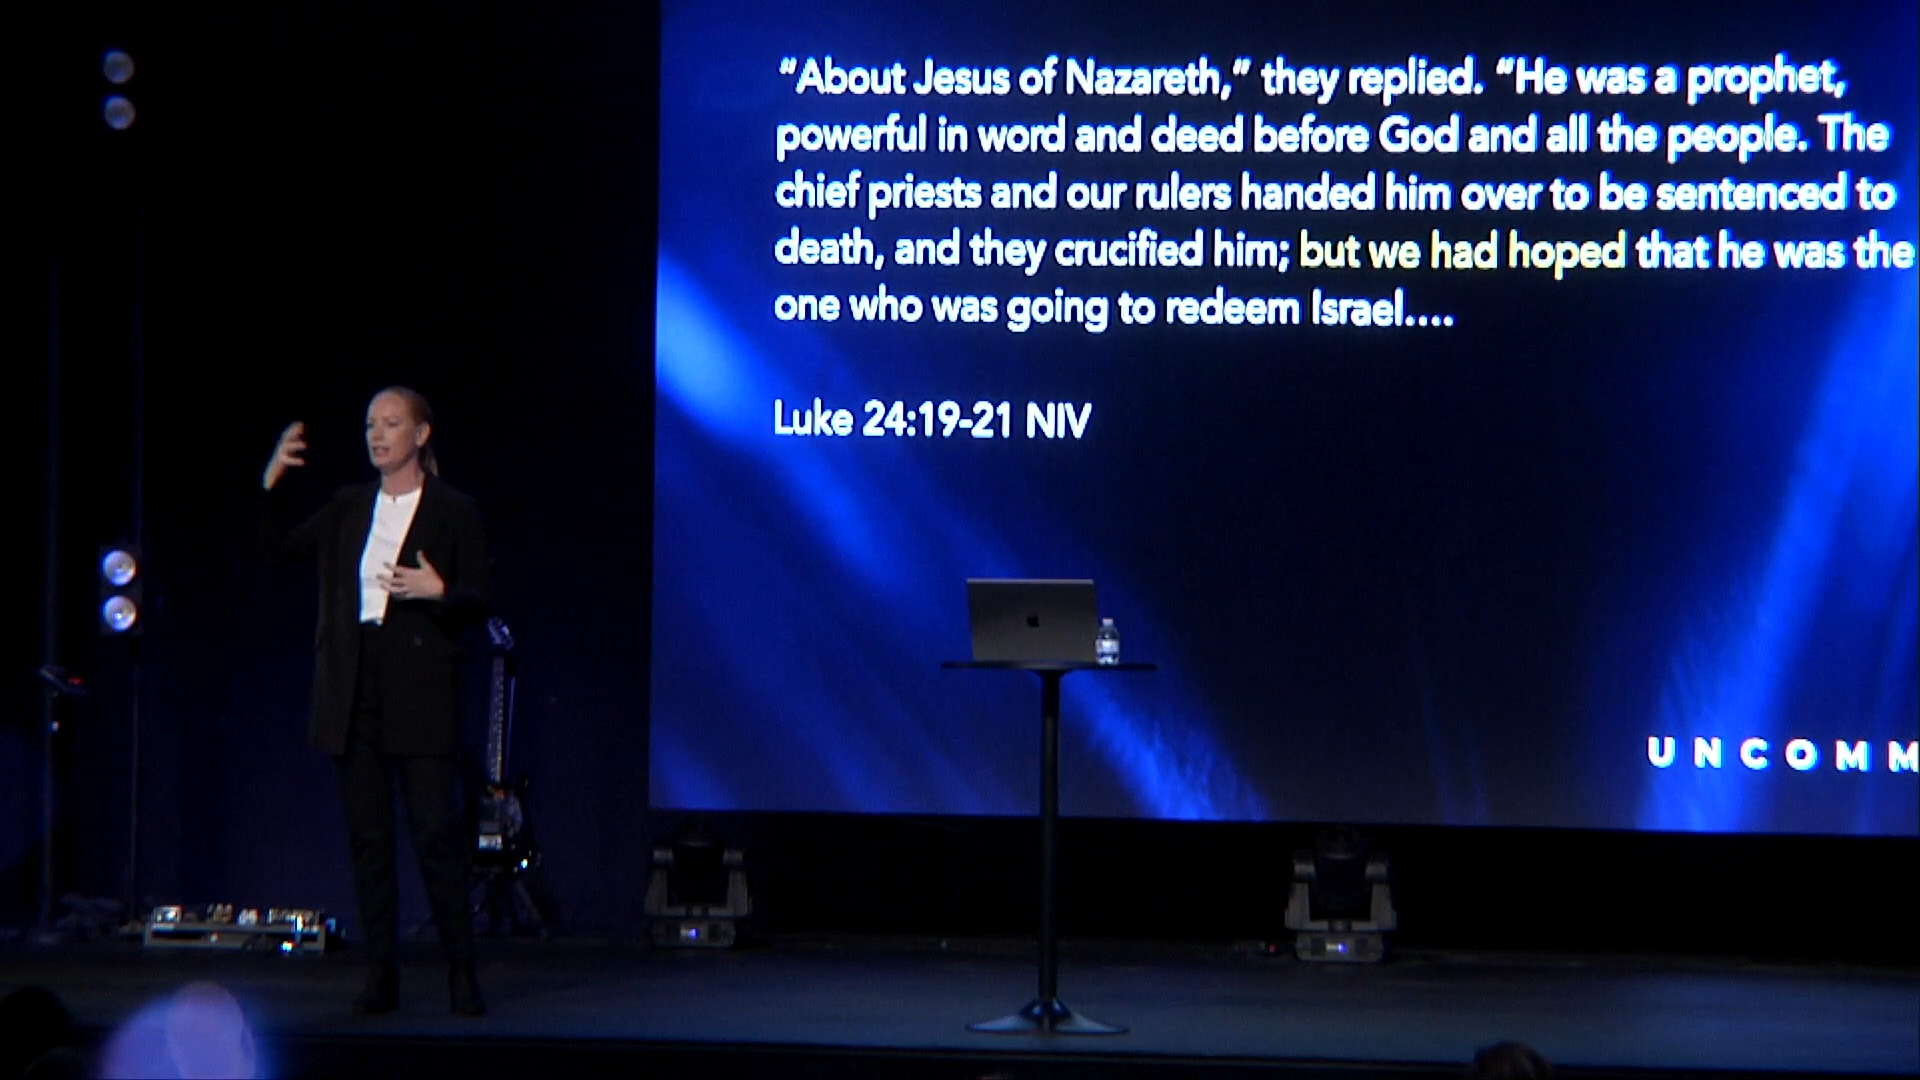 “About Jesus of Nazareth,” they replied. “He was a prophet,
powerful in word and deed before God and all the people. The
chief priests and our rulers handed him over to be sentenced to
death, and they crucified him; but we had hoped that he was the
one who was going to redeem Israel....
Luke 24:19-21 NIV
UNCOMM